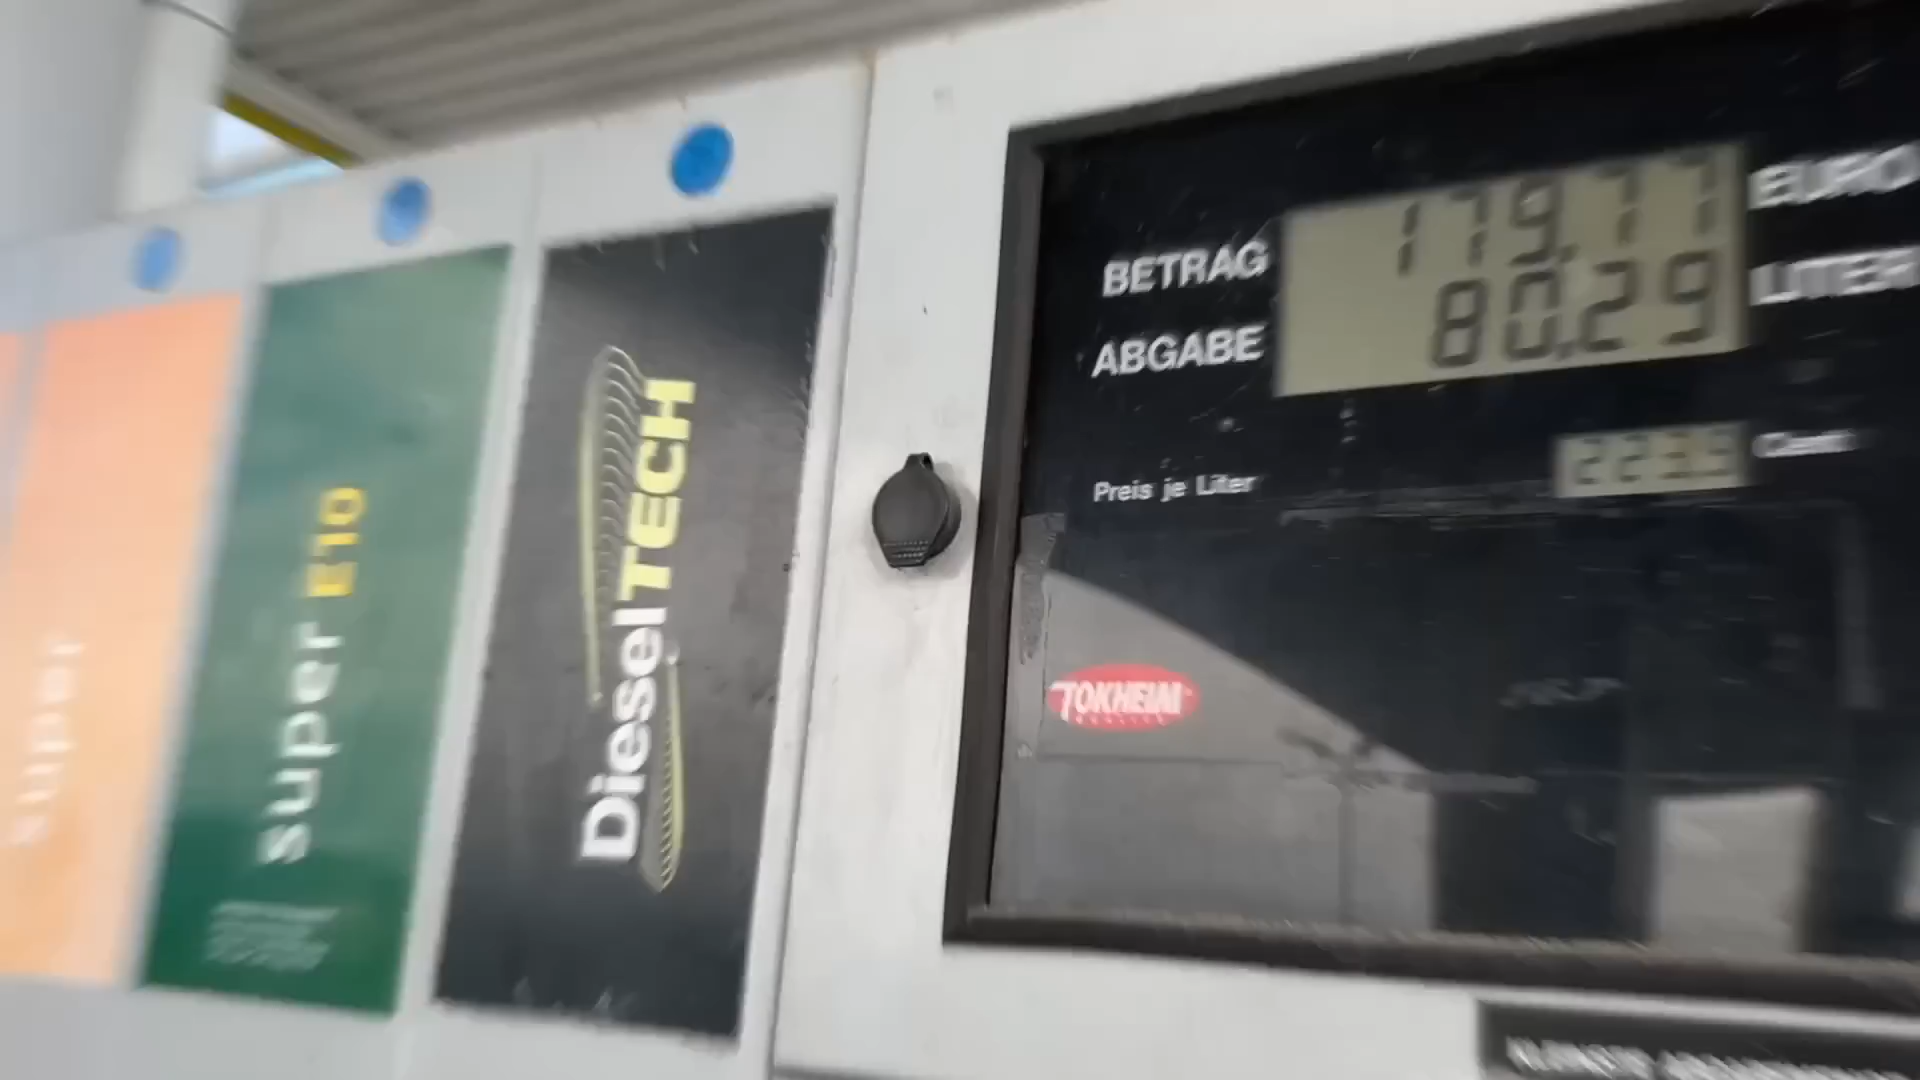 BETRAG 179,77 EURO
ABGABE 80,29 LITER
Preis je Liter 223,9 Cent
TOKHEIM
DieselTECH
super E10
super